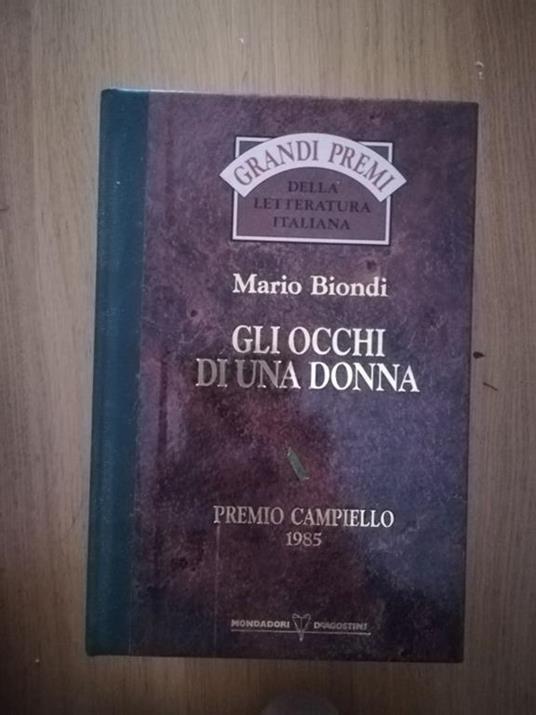 GRANDI PREMI
DELLA
LETTERATURA
ITALIANA
Mario Biondi
GLI OCCHI
DI UNA DONNA
PREMIO CAMPIELLO
1985
MONDADORI DEAGOSTINI